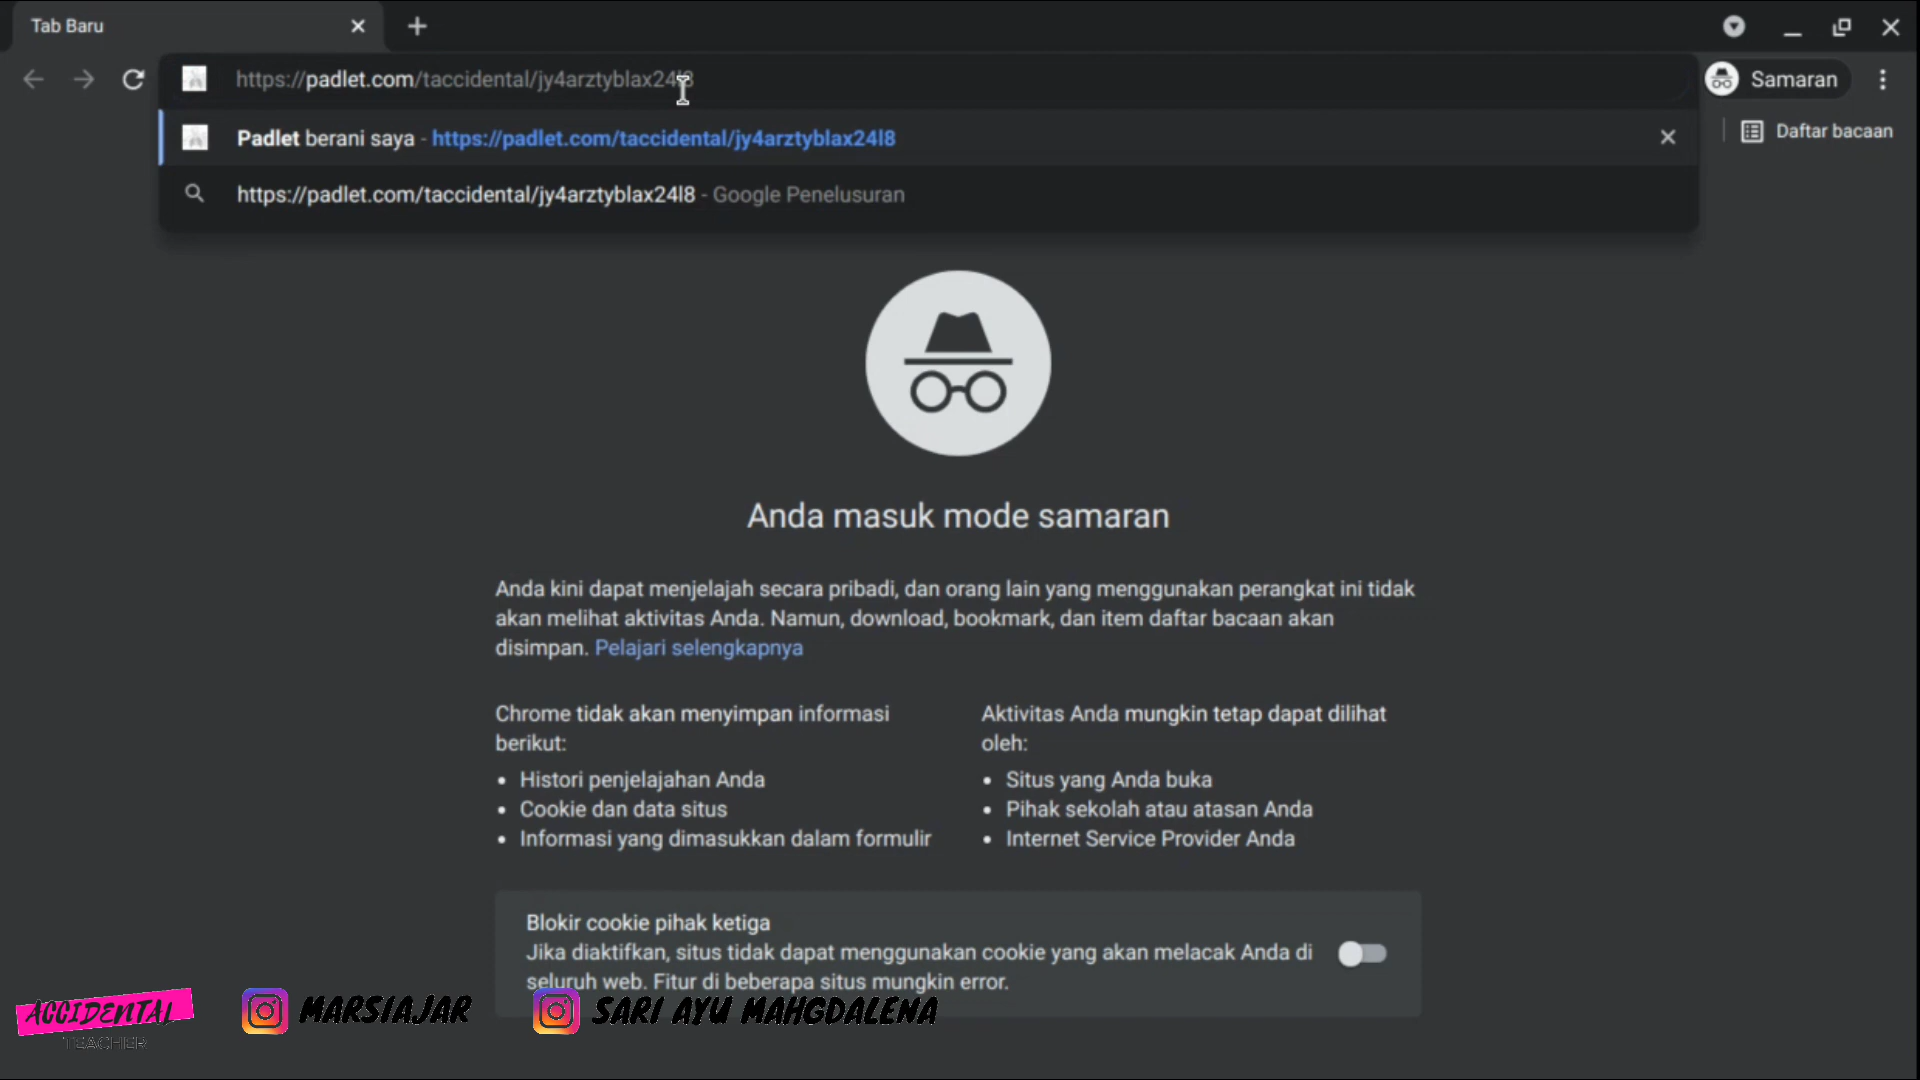 Tab Baru
https://padlet.com/taccidental/jy4arztyblax24l8
Samaran
Padlet berani saya - https://padlet.com/taccidental/jy4arztyblax24l8
Daftar bacaan
https://padlet.com/taccidental/jy4arztyblax24l8 - Google Penelusuran
Anda masuk mode samaran
Anda kini dapat menjelajah secara pribadi, dan orang lain yang menggunakan perangkat ini tidak
akan melihat aktivitas Anda. Namun, download, bookmark, dan item daftar bacaan akan
disimpan. Pelajari selengkapnya
Chrome tidak akan menyimpan informasi
berikut:
• Histori penjelajahan Anda
• Cookie dan data situs
• Informasi yang dimasukkan dalam formulir
Aktivitas Anda mungkin tetap dapat dilihat
oleh:
• Situs yang Anda buka
• Pihak sekolah atau atasan Anda
• Internet Service Provider Anda
Blokir cookie pihak ketiga
Jika diaktifkan, situs tidak dapat menggunakan cookie yang akan melacak Anda di
seluruh web. Fitur di beberapa situs mungkin error.
ACCIDENTAL
TEACHER
MARSIAJAR
SARI AYU MAHGDALENA